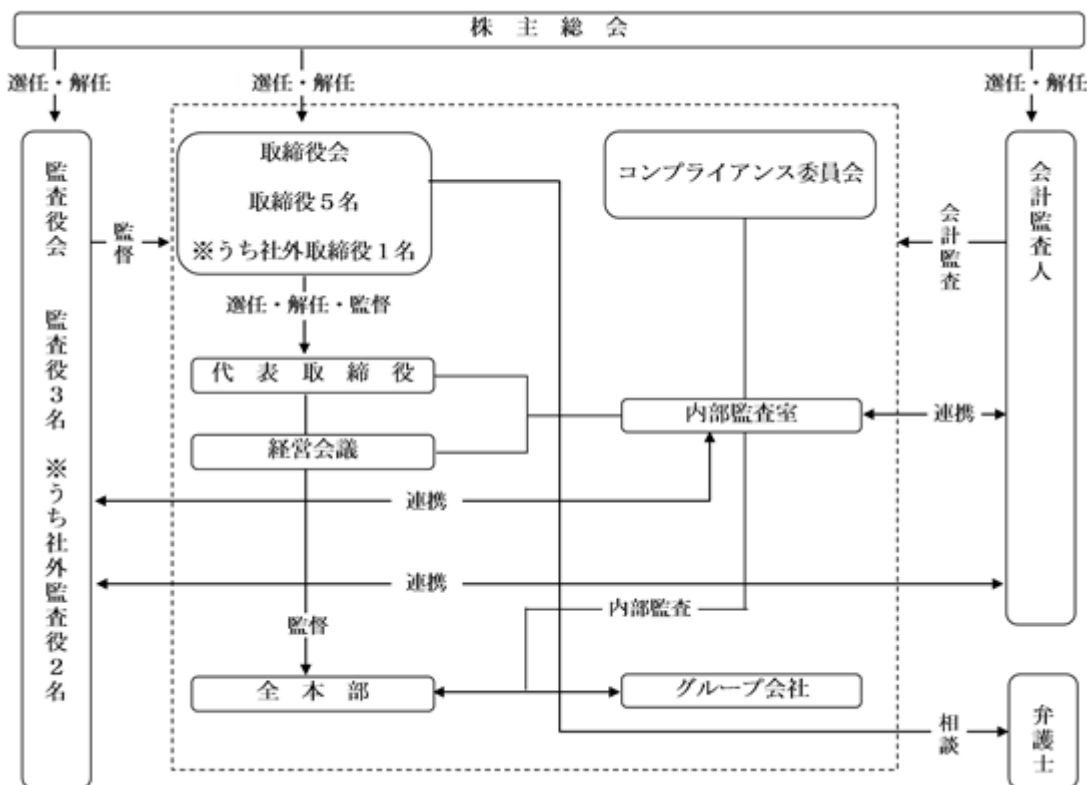 株 主 総 会
選任・解任
選任・解任
選任・解任
監査役会 監査役3名 ※うち社外監査役2名
監督
取締役会
取締役5名
※うち社外取締役1名
コンプライアンス委員会
会計監査
会計監査人
選任・解任・監督
代 表 取 締 役
経営会議
内部監査室
連携
連携
連携
内部監査
監督
全 本 部
グループ会社
相談
弁護士